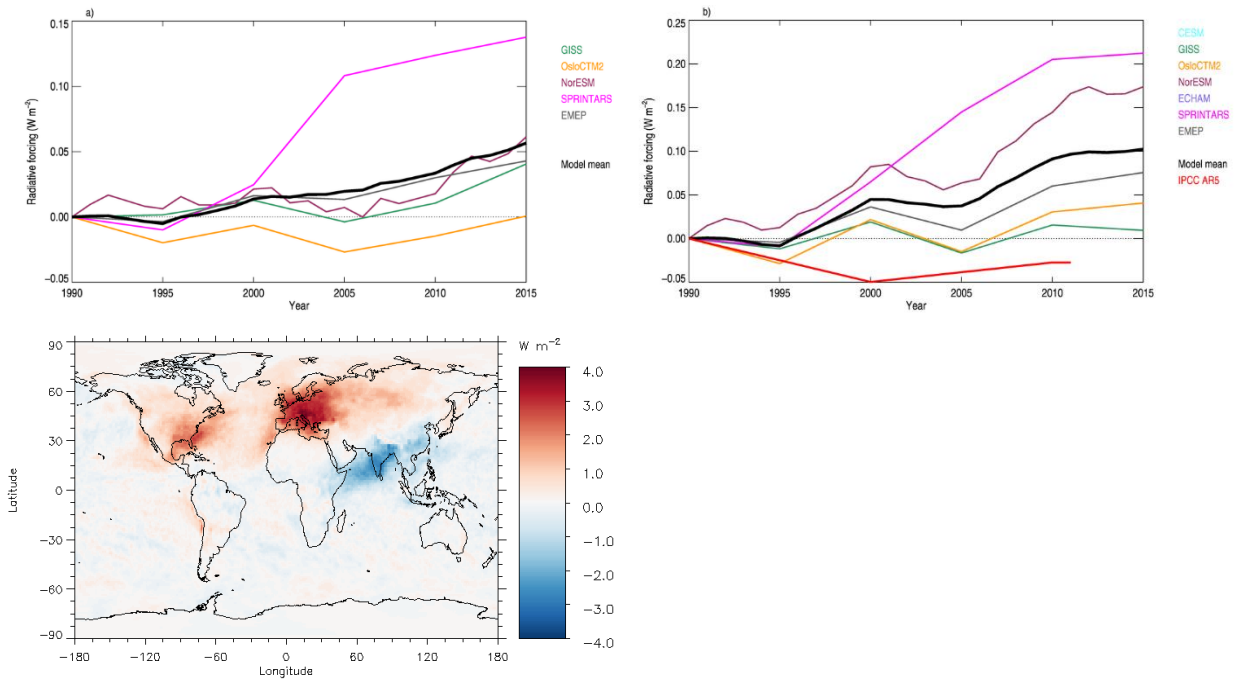 a)
0.15
0.10
0.05
0.00
−0.05
Radiative forcing (W m⁻²)
1990 1995 2000 2005 2010 2015
Year
GISS
OsloCTM2
NorESM
SPRINTARS
EMEP
Model mean
b)
0.25
0.20
0.15
0.10
0.05
0.00
−0.05
Radiative forcing (W m⁻²)
1990 1995 2000 2005 2010 2015
Year
CESM
GISS
OsloCTM2
NorESM
ECHAM
SPRINTARS
EMEP
Model mean
IPCC AR5
90
60
30
0
−30
−60
−90
Latitude
−180 −120 −60 0 60 120 180
Longitude
W m⁻²
4.0
3.0
2.0
1.0
0.0
−1.0
−2.0
−3.0
−4.0